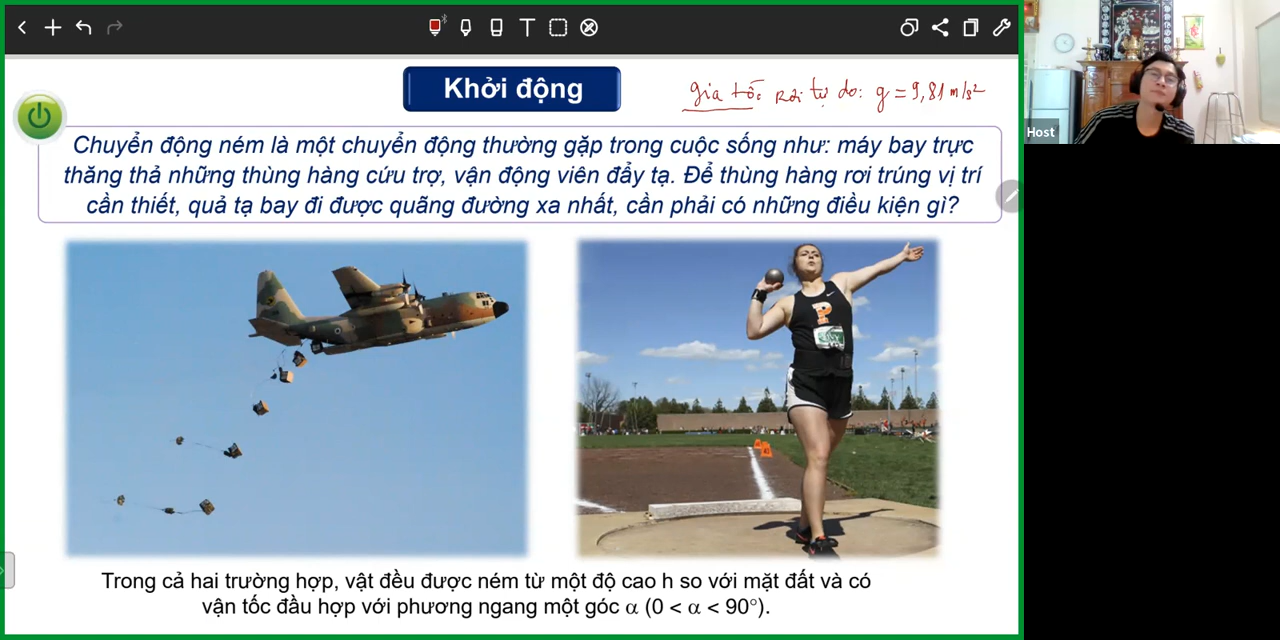 Khởi động
gia tốc rơi tự do: g = 9,81 m/s²
Chuyển động ném là một chuyển động thường gặp trong cuộc sống như: máy bay trực
thăng thả những thùng hàng cứu trợ, vận động viên đẩy tạ. Để thùng hàng rơi trúng vị trí
cần thiết, quả tạ bay đi được quãng đường xa nhất, cần phải có những điều kiện gì?
P
Trong cả hai trường hợp, vật đều được ném từ một độ cao h so với mặt đất và có
vận tốc đầu hợp với phương ngang một góc α (0 < α < 90°).
Host